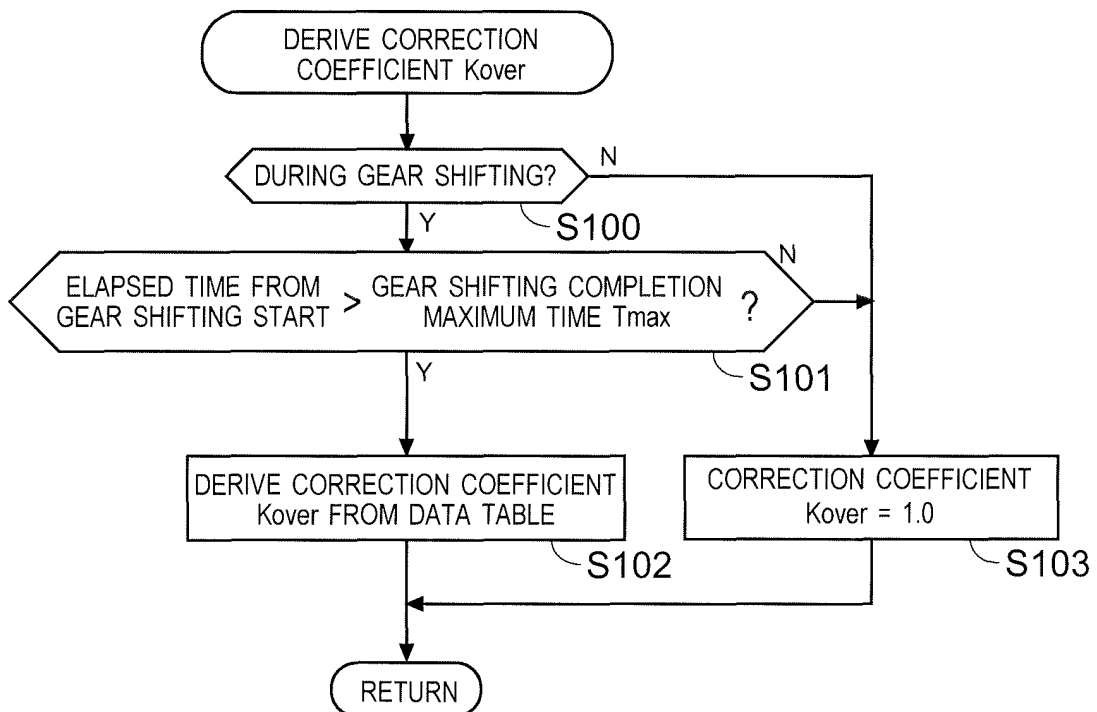 DERIVE CORRECTION
COEFFICIENT Kover
DURING GEAR SHIFTING?
N
Y
S100
ELAPSED TIME FROM
GEAR SHIFTING START
>
GEAR SHIFTING COMPLETION
MAXIMUM TIME Tmax
?
N
Y
S101
DERIVE CORRECTION COEFFICIENT
Kover FROM DATA TABLE
S102
CORRECTION COEFFICIENT
Kover = 1.0
S103
RETURN